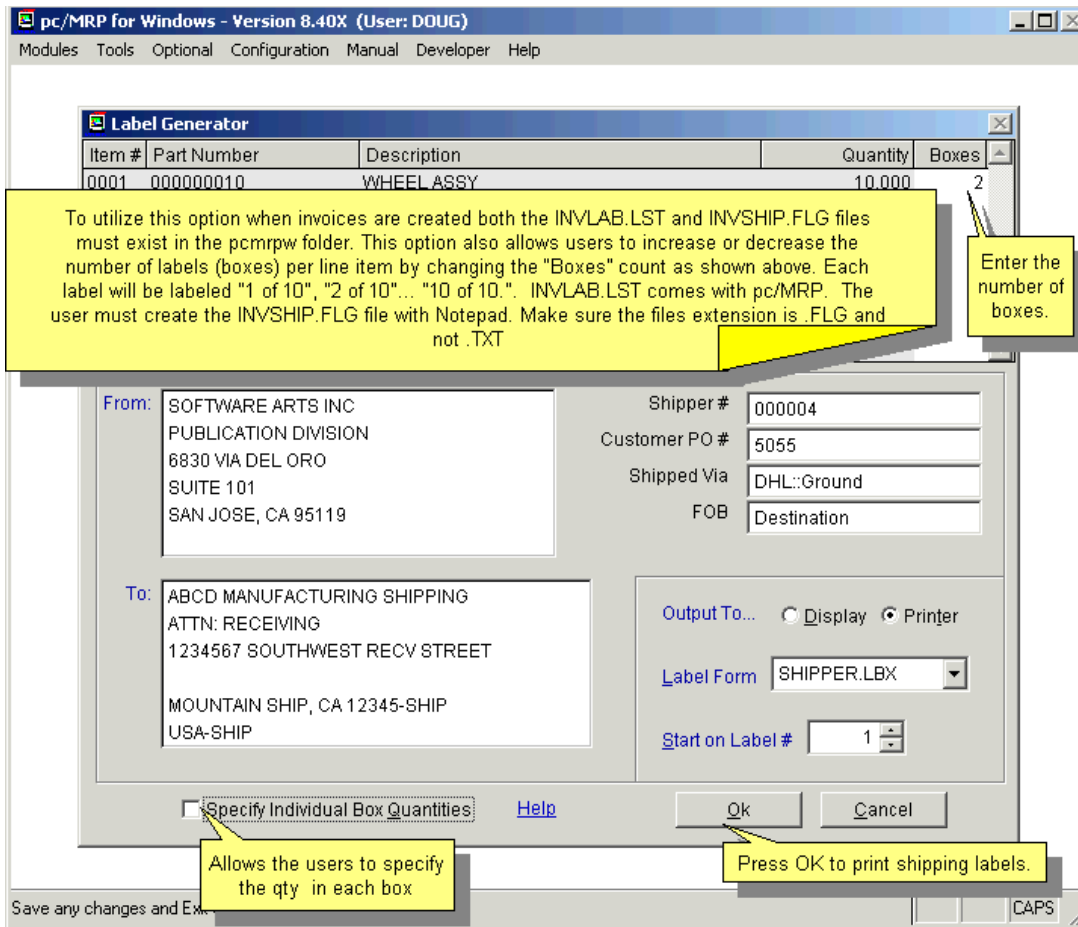 pc/MRP for Windows - Version 8.40X (User: DOUG)
Modules Tools Optional Configuration Manual Developer Help
Label Generator
Item # Part Number Description Quantity Boxes
0001 000000010 WHEEL ASSY 10.000 2
To utilize this option when invoices are created both the INVLAB.LST and INVSHIP.FLG files
must exist in the pcmrpw folder. This option also allows users to increase or decrease the
number of labels (boxes) per line item by changing the "Boxes" count as shown above. Each
label will be labeled "1 of 10", "2 of 10"... "10 of 10.". INVLAB.LST comes with pc/MRP. The
user must create the INVSHIP.FLG file with Notepad. Make sure the files extension is .FLG and
not .TXT
Enter the
number of
boxes.
From:
SOFTWARE ARTS INC
PUBLICATION DIVISION
6830 VIA DEL ORO
SUITE 101
SAN JOSE, CA 95119
Shipper # 000004
Customer PO # 5055
Shipped Via DHL::Ground
FOB Destination
To:
ABCD MANUFACTURING SHIPPING
ATTN: RECEIVING
1234567 SOUTHWEST RECV STREET
MOUNTAIN SHIP, CA 12345-SHIP
USA-SHIP
Output To... Display Printer
Label Form SHIPPER.LBX
Start on Label # 1
Specify Individual Box Quantities Help Ok Cancel
Allows the users to specify
the qty in each box
Press OK to print shipping labels.
Save any changes and
CAPS